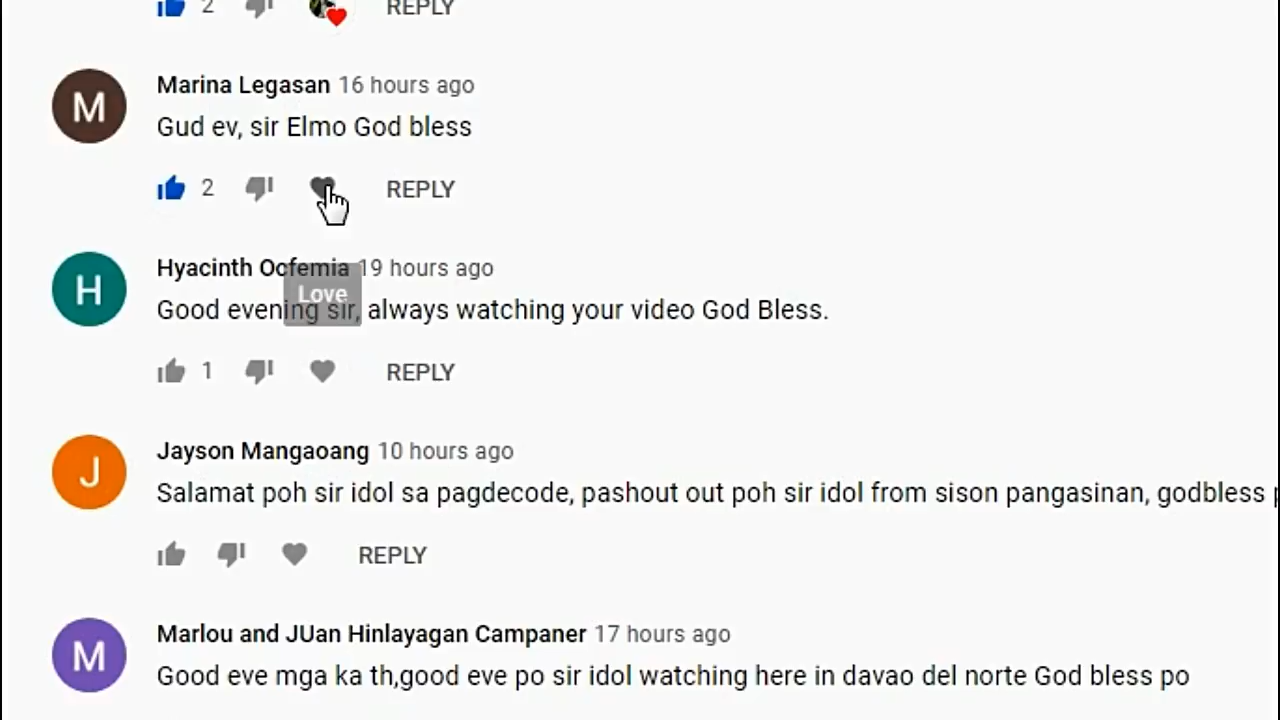 2 REPLY
M
Marina Legasan 16 hours ago
Gud ev, sir Elmo God bless
2 REPLY
H
Hyacinth Ocfemia 19 hours ago
Love
Good evening sir, always watching your video God Bless.
1 REPLY
J
Jayson Mangaoang 10 hours ago
Salamat poh sir idol sa pagdecode, pashout out poh sir idol from sison pangasinan, godbless
REPLY
M
Marlou and JUan Hinlayagan Campaner 17 hours ago
Good eve mga ka th,good eve po sir idol watching here in davao del norte God bless po